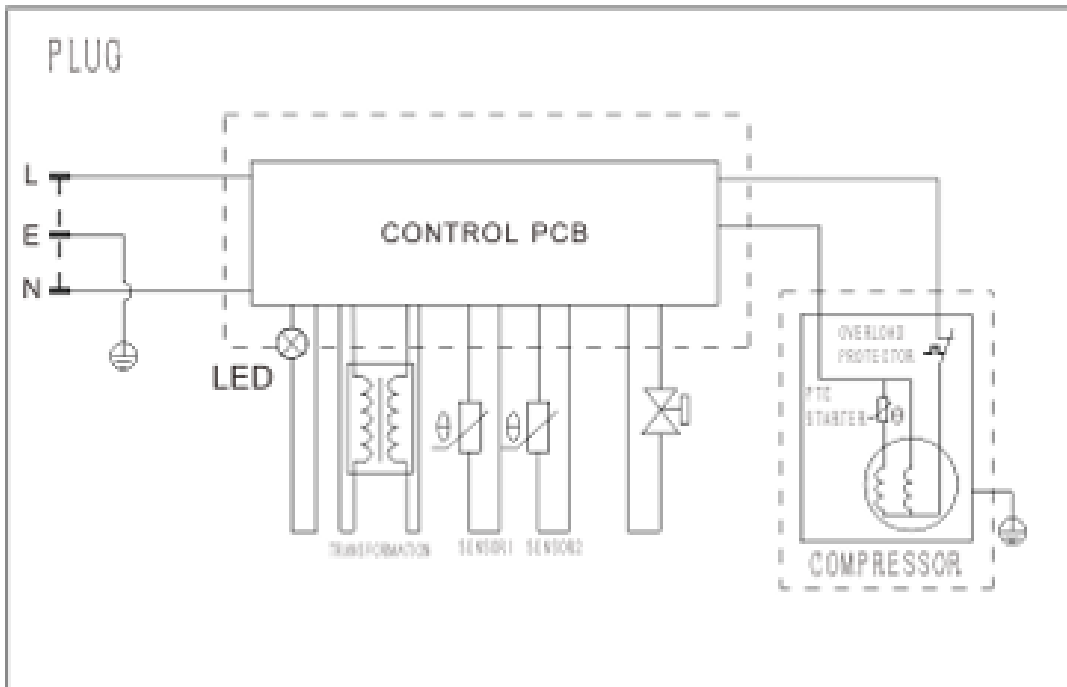 PLUG
L
E
N
CONTROL PCB
LED
θ
θ
TRANSFORMATION
SENSOR1
SENSOR2
OVERLOAD
PROTECTOR
PTC
STARTER
θ
COMPRESSOR